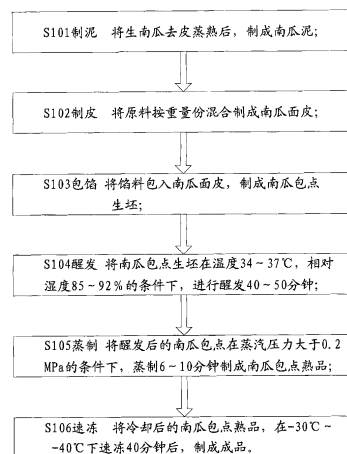 S101制泥 将生南瓜去皮蒸熟后，制成南瓜泥；
S102制皮 将原料按重量份混合制成南瓜面皮；
S103包馅 将馅料包入南瓜面皮，制成南瓜包点
生坯；
S104醒发 将南瓜包点生坯在温度34～37℃，相对
湿度85～92％的条件下，进行醒发40～50分钟；
S105蒸制 将醒发后的南瓜包点在蒸汽压力大于0.2
MPa的条件下，蒸制6～10分钟制成南瓜包点熟品；
S106速冻 将冷却后的南瓜包点熟品，在-30℃～
-40℃下速冻40分钟后，制成成品。